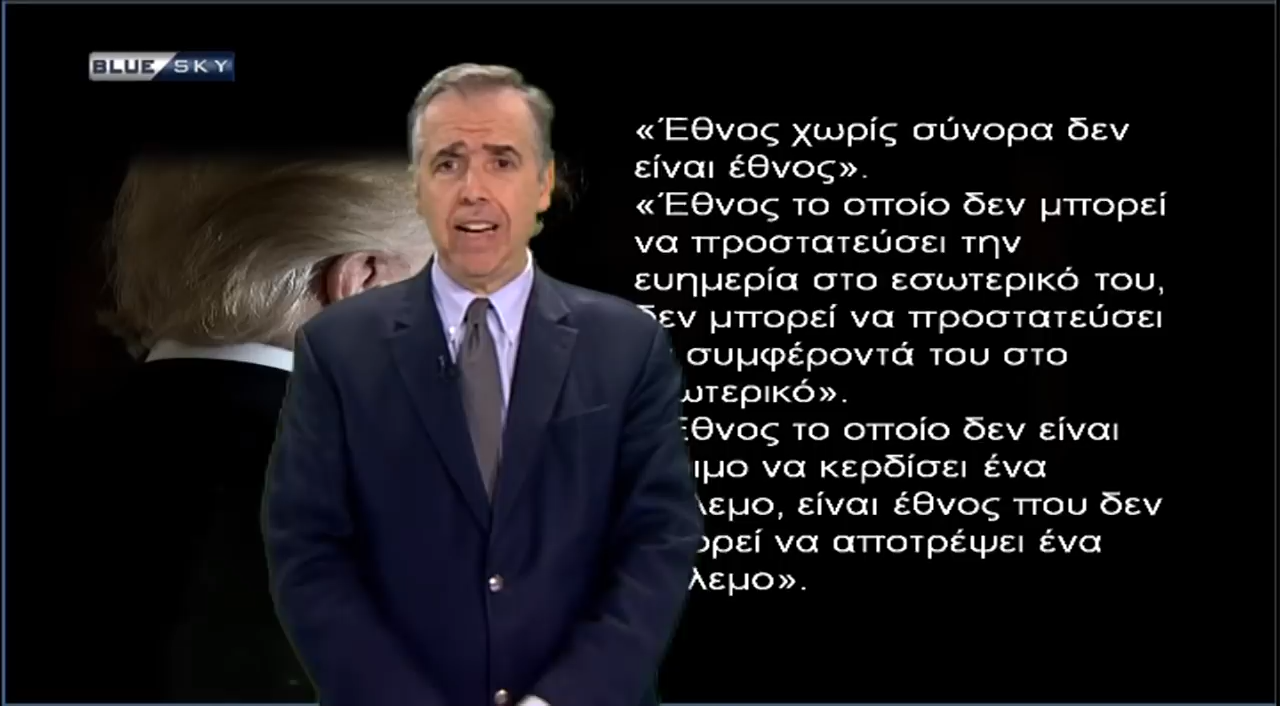 BLUE SKY
«Έθνος χωρίς σύνορα δεν
είναι έθνος».
«Έθνος το οποίο δεν μπορεί
να προστατεύσει την
ευημερία στο εσωτερικό του,
δεν μπορεί να προστατεύσει
συμφέροντά του στο
ωτερικό».
Έθνος το οποίο δεν είναι
ιμο να κερδίσει ένα
λεμο, είναι έθνος που δεν
ορεί να αποτρέψει ένα
λεμο».